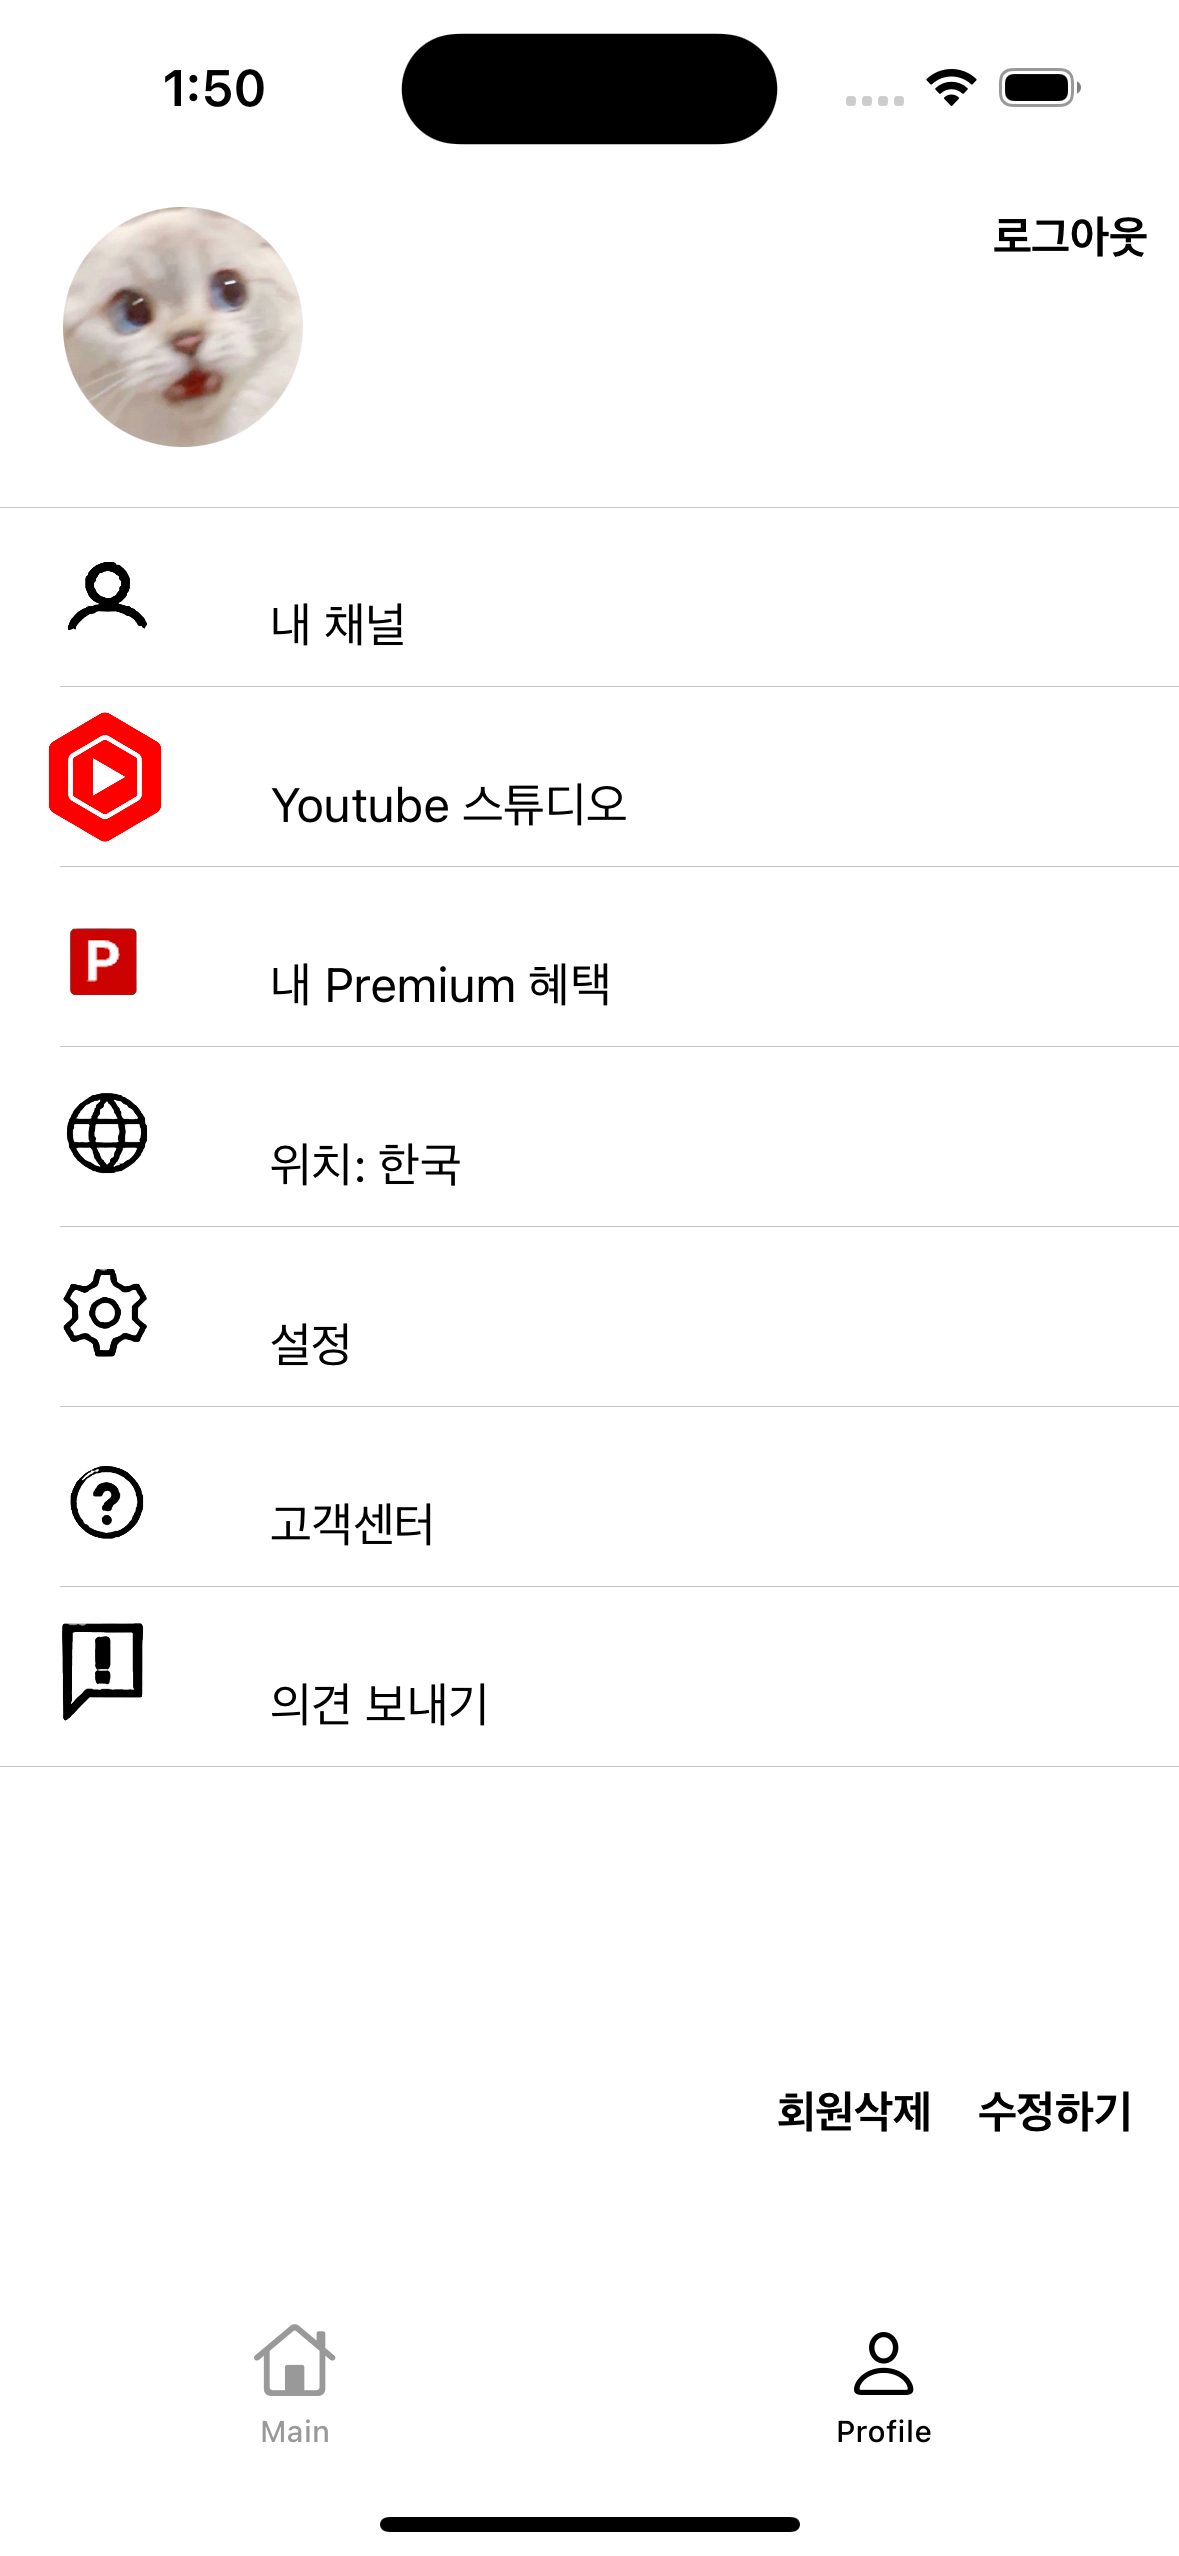 1:50
로그아웃
내 채널
Youtube 스튜디오
P
내 Premium 혜택
위치: 한국
설정
?
고객센터
!
의견 보내기
회원삭제 수정하기
Main Profile